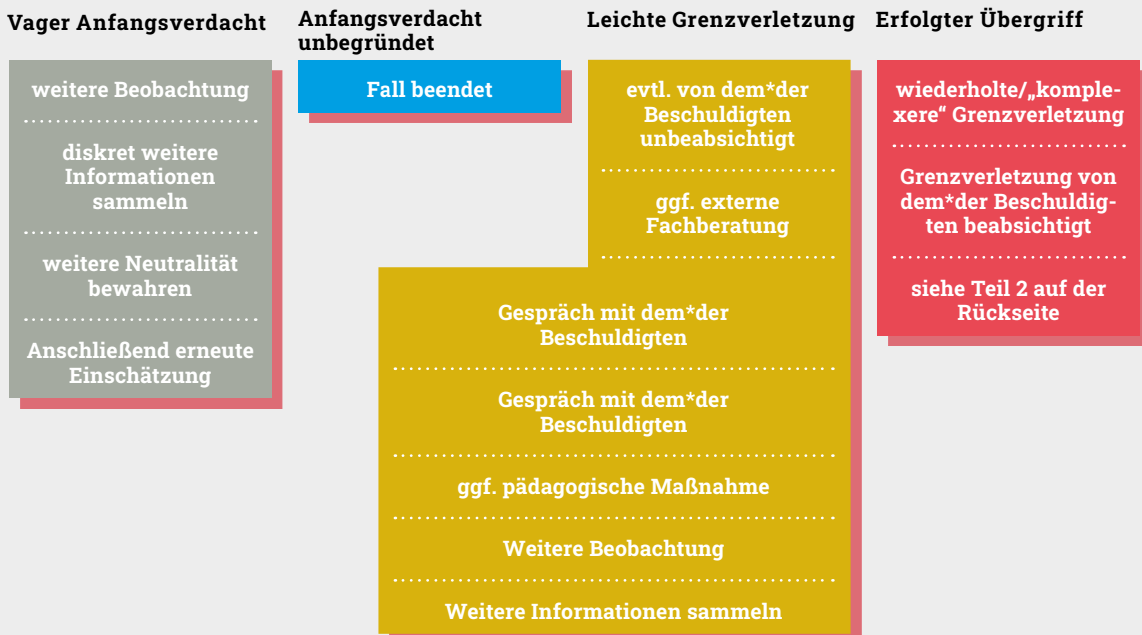 Vager Anfangsverdacht
weitere Beobachtung
diskret weitere
Informationen
sammeln
weitere Neutralität
bewahren
Anschließend erneute
Einschätzung
Anfangsverdacht
unbegründet
Fall beendet
Leichte Grenzverletzung
evtl. von dem*der
Beschuldigten
unbeabsichtigt
ggf. externe
Fachberatung
Gespräch mit dem*der
Beschuldigten
Gespräch mit dem*der
Beschuldigten
ggf. pädagogische Maßnahme
Weitere Beobachtung
Weitere Informationen sammeln
Erfolgter Übergriff
wiederholte/„komple-
xere“ Grenzverletzung
Grenzverletzung von
dem*der Beschuldig-
ten beabsichtigt
siehe Teil 2 auf der
Rückseite